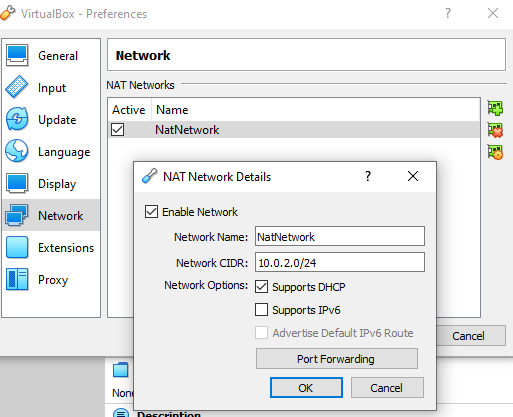 VirtualBox - Preferences ?
General
Input
Update
Language
Display
Network
Extensions
Proxy
Network
NAT Networks
Active Name
NatNetwork
NAT Network Details ?
Enable Network
Network Name: NatNetwork
Network CIDR: 10.0.2.0/24
Network Options: Supports DHCP
Supports IPv6
Advertise Default IPv6 Route
Port Forwarding
OK Cancel
Cancel
None
Description